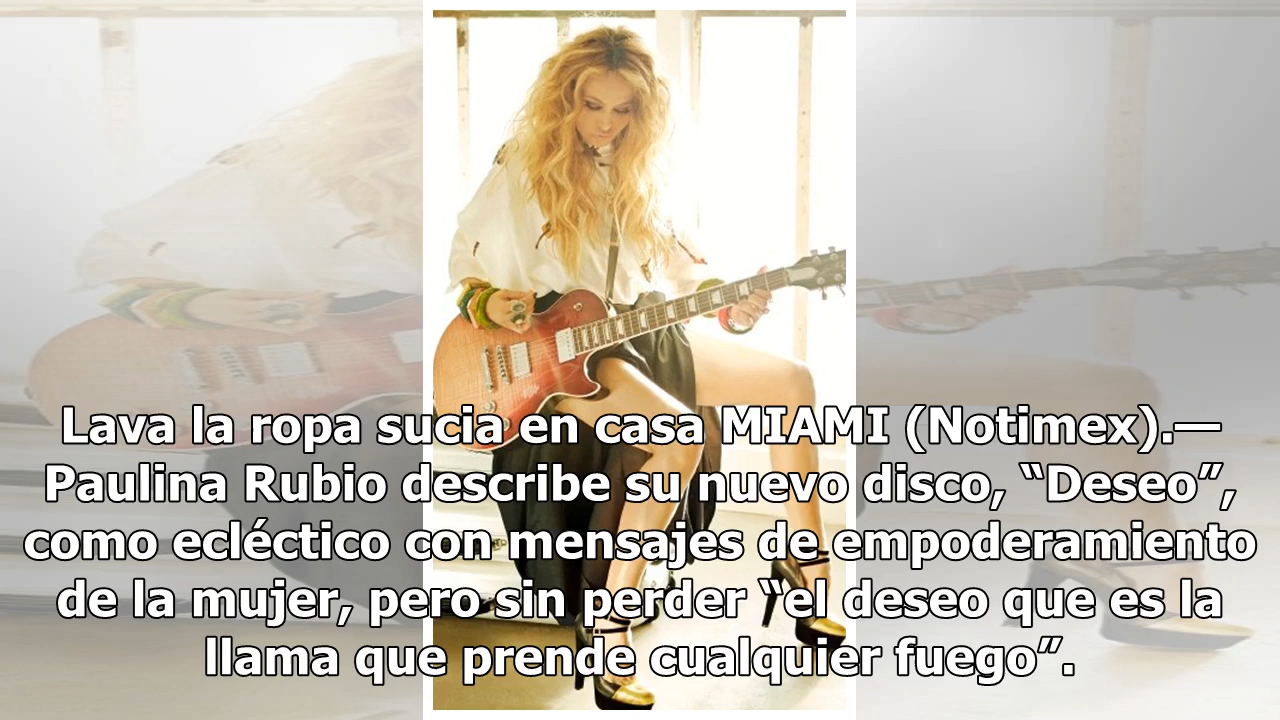 Lava la ropa sucia en casa MIAMI (Notimex).—
Paulina Rubio describe su nuevo disco, “Deseo”,
como ecléctico con mensajes de empoderamiento
de la mujer, pero sin perder “el deseo que es la
llama que prende cualquier fuego”.